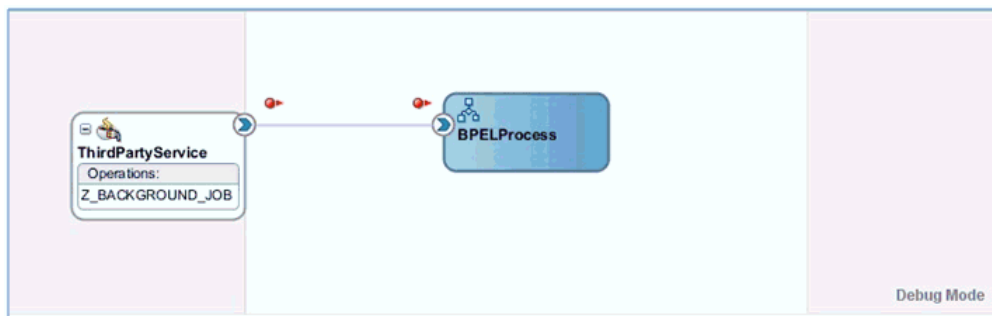 ThirdPartyService
Operations:
Z_BACKGROUND_JOB
BPELProcess
Debug Mode